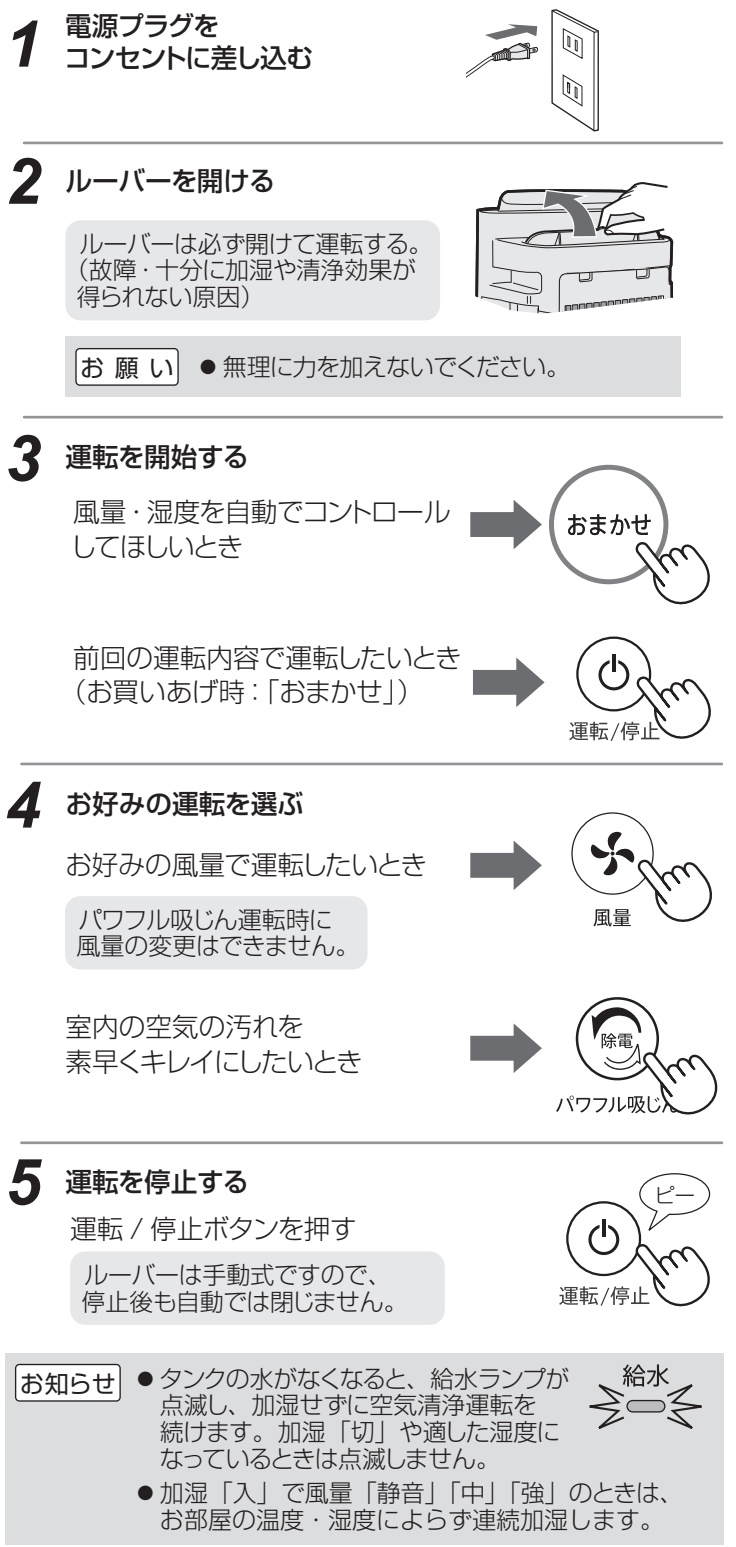 1 電源プラグを
コンセントに差し込む
2 ルーバーを開ける
ルーバーは必ず開けて運転する。
（故障・十分に加湿や清浄効果が
得られない原因）
お願い ●無理に力を加えないでください。
3 運転を開始する
風量・湿度を自動でコントロール
してほしいとき
おまかせ
前回の運転内容で運転したいとき
（お買いあげ時：「おまかせ」）
運転/停止
4 お好みの運転を選ぶ
お好みの風量で運転したいとき
風量
パワフル吸じん運転時に
風量の変更はできません。
室内の空気の汚れを
素早くキレイにしたいとき
除電
パワフル吸じん
5 運転を停止する
ピー
運転 / 停止ボタンを押す
運転/停止
ルーバーは手動式ですので、
停止後も自動では閉じません。
お知らせ ●タンクの水がなくなると、給水ランプが
点滅し、加湿せずに空気清浄運転を
続けます。加湿「切」や適した湿度に
なっているときは点滅しません。
給水
●加湿「入」で風量「静音」「中」「強」のときは、
お部屋の温度・湿度によらず連続加湿します。